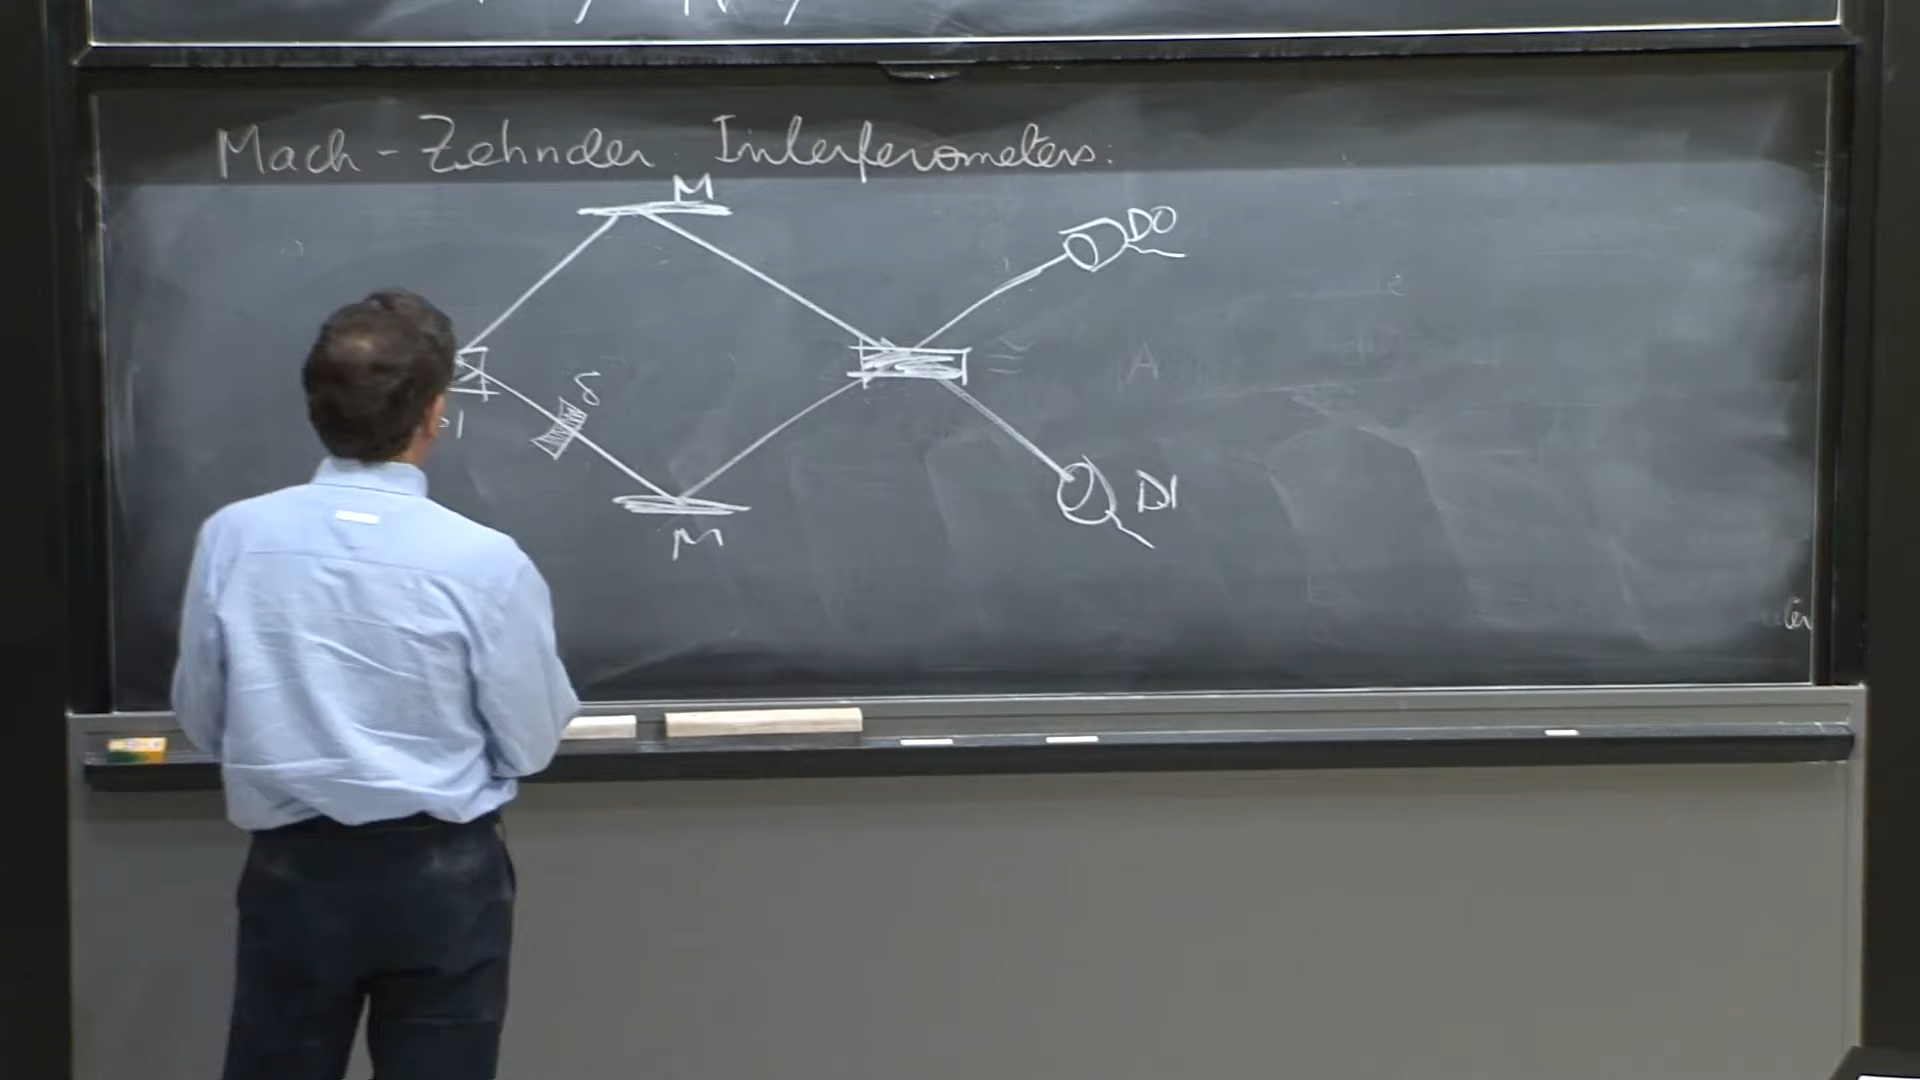 Mach-Zehnder Interferometers:
M
D0
δ
M
D1